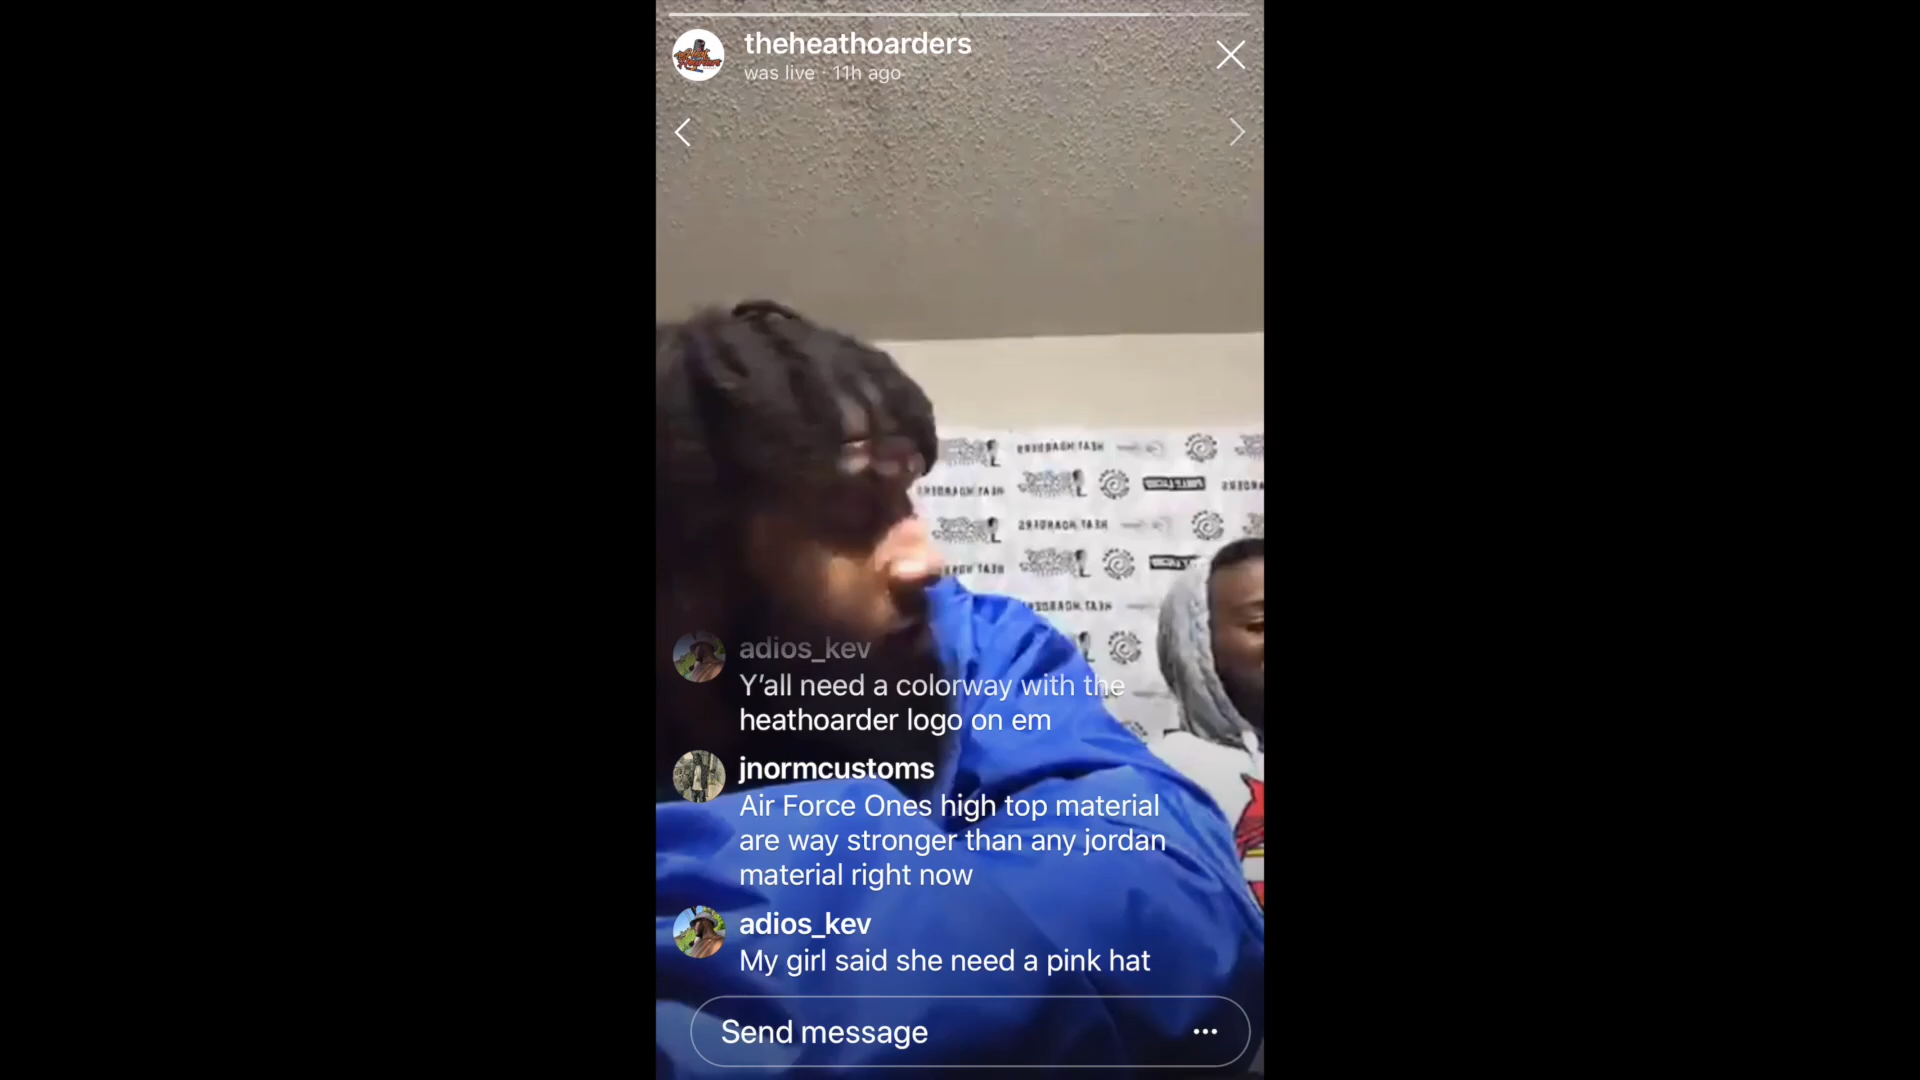 theheathoarders
was live · 11h ago
adios_kev
Y'all need a colorway with the
heathoarder logo on em
jnormcustoms
Air Force Ones high top material
are way stronger than any jordan
material right now
adios_kev
My girl said she need a pink hat
Send message